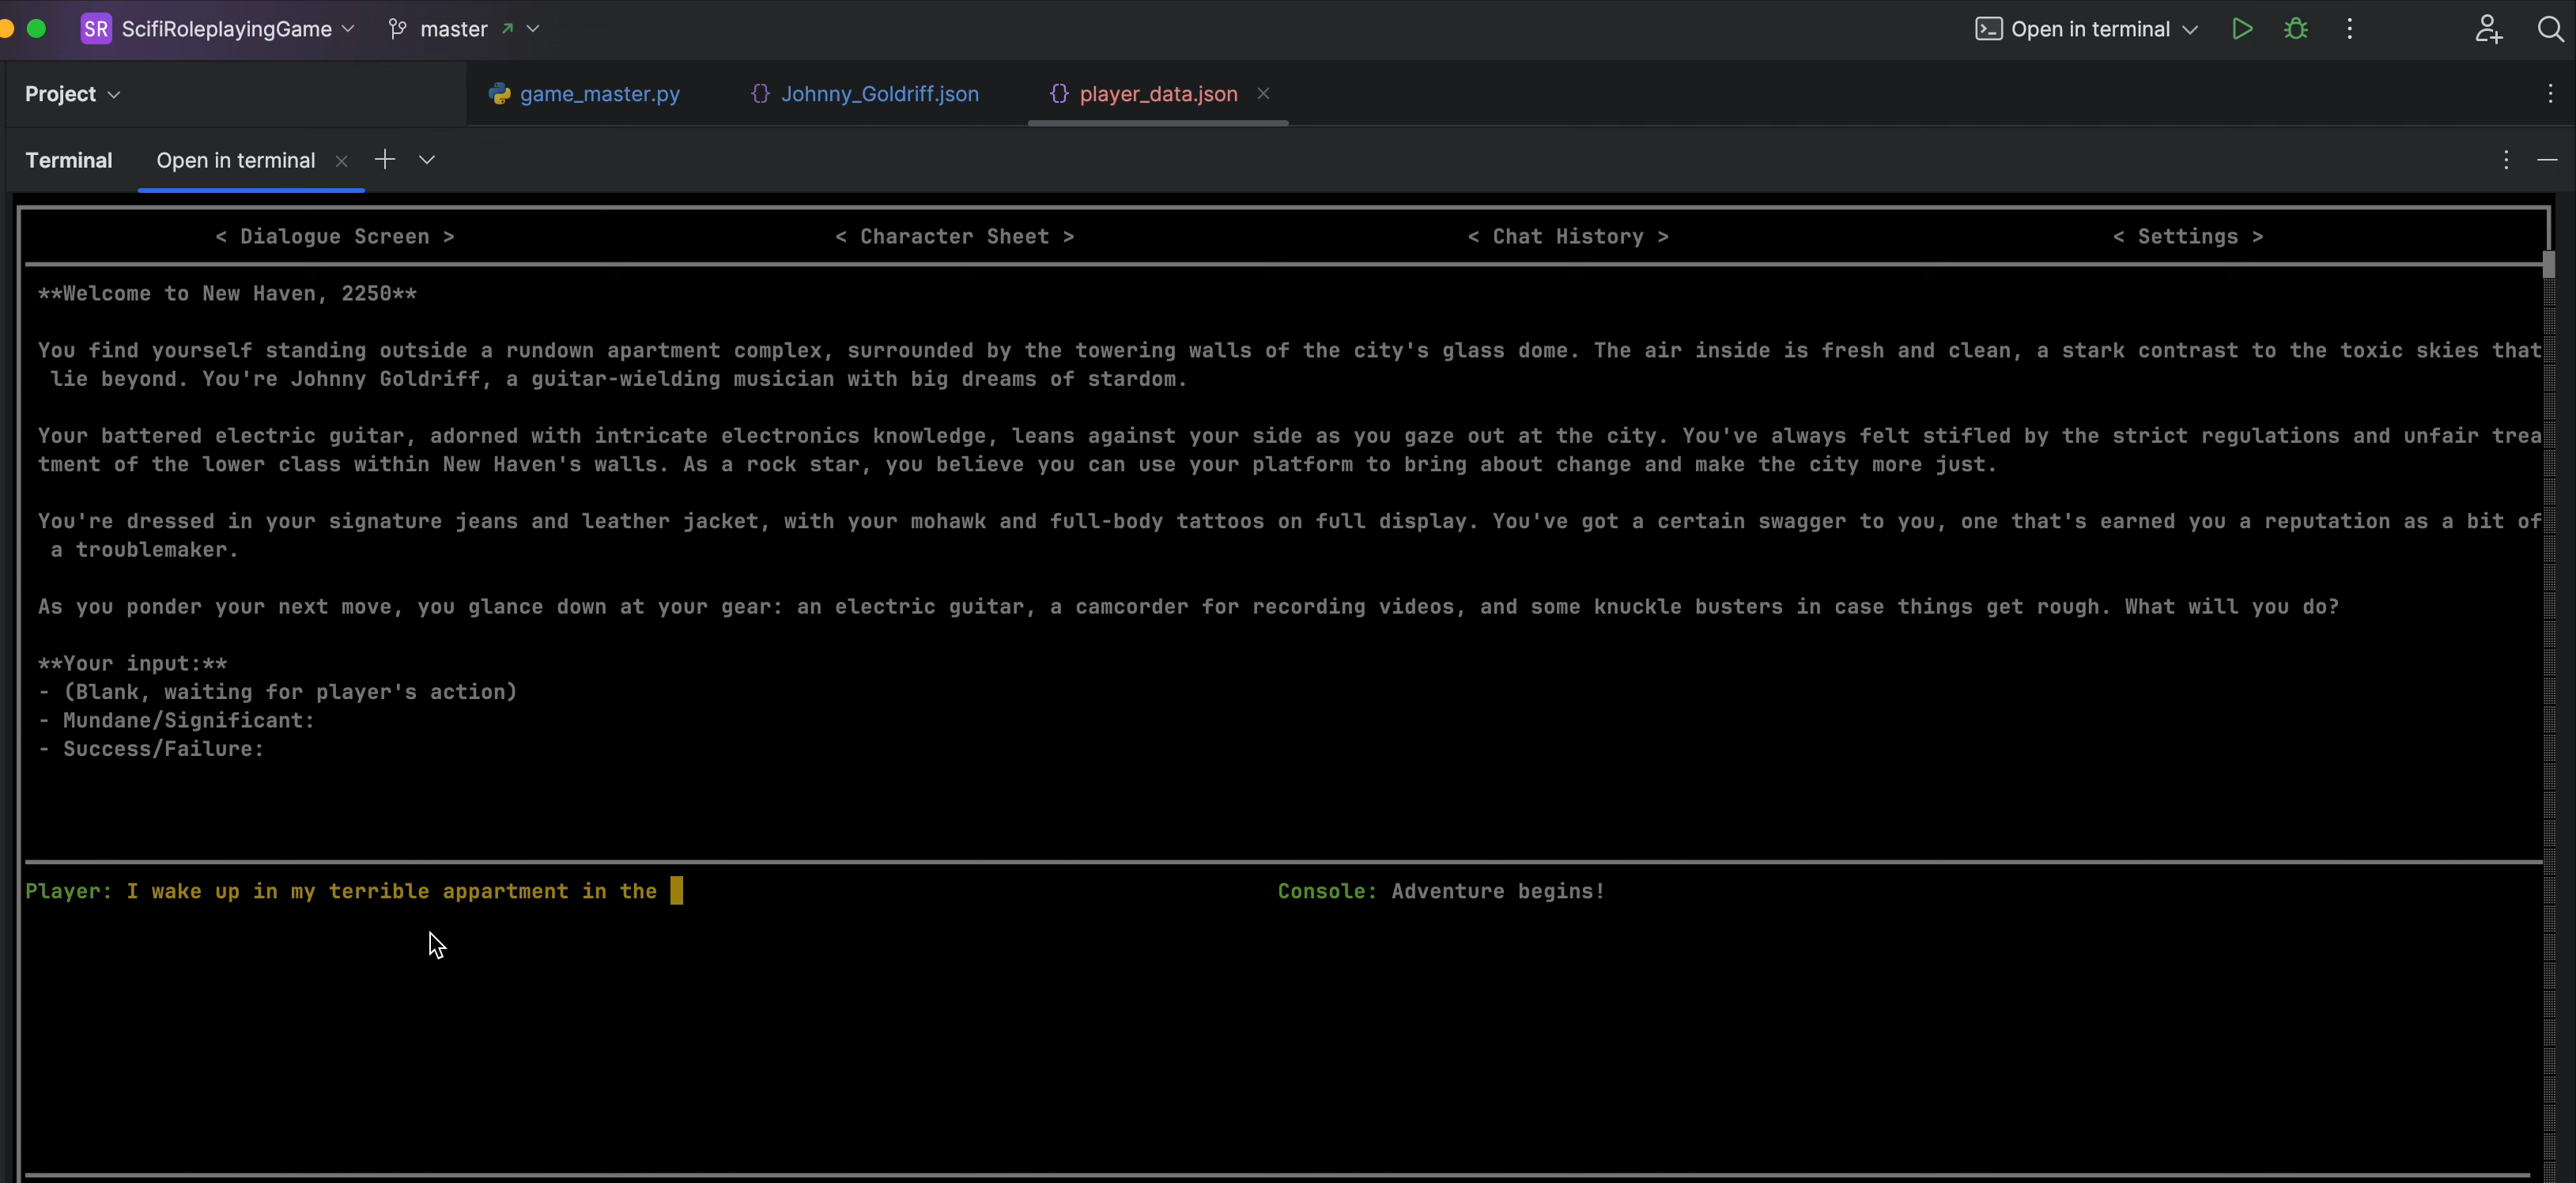 SR ScifiRoleplayingGame master Open in terminal
Project game_master.py Johnny_Goldriff.json player_data.json
Terminal Open in terminal
< Dialogue Screen > < Character Sheet > < Chat History > < Settings >
**Welcome to New Haven, 2250**
You find yourself standing outside a rundown apartment complex, surrounded by the towering walls of the city's glass dome. The air inside is fresh and clean, a stark contrast to the toxic skies that
lie beyond. You're Johnny Goldriff, a guitar-wielding musician with big dreams of stardom.
Your battered electric guitar, adorned with intricate electronics knowledge, leans against your side as you gaze out at the city. You've always felt stifled by the strict regulations and unfair trea
tment of the lower class within New Haven's walls. As a rock star, you believe you can use your platform to bring about change and make the city more just.
You're dressed in your signature jeans and leather jacket, with your mohawk and full-body tattoos on full display. You've got a certain swagger to you, one that's earned you a reputation as a bit of
a troublemaker.
As you ponder your next move, you glance down at your gear: an electric guitar, a camcorder for recording videos, and some knuckle busters in case things get rough. What will you do?
**Your input:**
- (Blank, waiting for player's action)
- Mundane/Significant:
- Success/Failure:
Player: I wake up in my terrible appartment in the Console: Adventure begins!